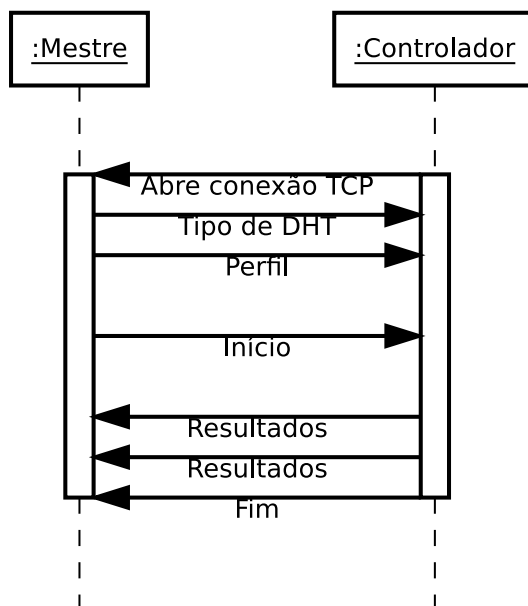 :Mestre
:Controlador
Abre conexão TCP
Tipo de DHT
Perfil
Início
Resultados
Resultados
Fim